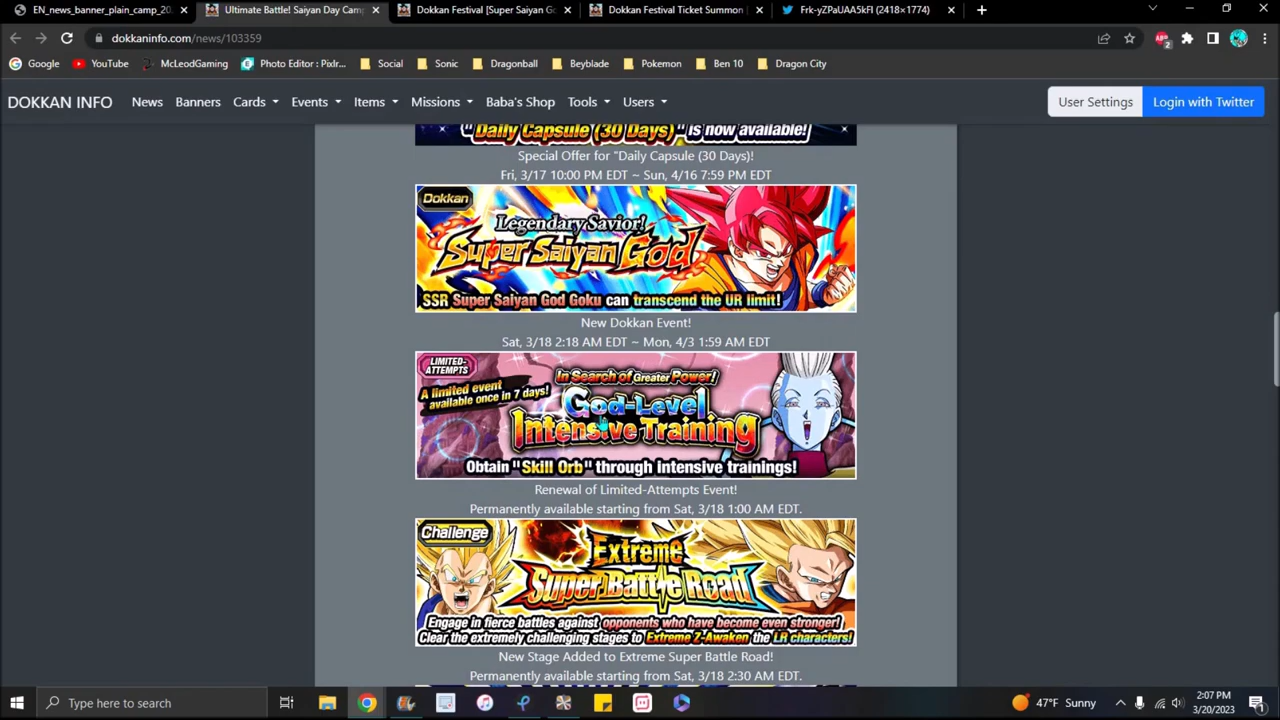 EN_news_banner_plain_camp_20
Ultimate Battle! Saiyan Day Camp
Dokkan Festival [Super Saiyan Go
Dokkan Festival Ticket Summon |
Frk-yZPaUAA5kFI (2418×1774)
dokkaninfo.com/news/103359
Google
YouTube
McLeodGaming
Photo Editor : Pixlr...
Social
Sonic
Dragonball
Beyblade
Pokemon
Ben 10
Dragon City
DOKKAN INFO
News
Banners
Cards
Events
Items
Missions
Baba's Shop
Tools
Users
User Settings
Login with Twitter
"Daily Capsule (30 Days)" is now available!
Special Offer for "Daily Capsule (30 Days)!
Fri, 3/17 10:00 PM EDT ~ Sun, 4/16 7:59 PM EDT
Dokkan
Legendary Savior!
Super Saiyan God
SSR Super Saiyan God Goku can transcend the UR limit!
New Dokkan Event!
Sat, 3/18 2:18 AM EDT ~ Mon, 4/3 1:59 AM EDT
LIMITED-
ATTEMPTS
A limited event
available once in 7 days!
In Search of Greater Power!
God-Level
Intensive Training
Obtain "Skill Orb" through intensive trainings!
Renewal of Limited-Attempts Event!
Permanently available starting from Sat, 3/18 1:00 AM EDT.
Challenge
Extreme
Super Battle Road
Engage in fierce battles against opponents who have become even stronger!
Clear the extremely challenging stages to Extreme Z-Awaken the LR characters!
New Stage Added to Extreme Super Battle Road!
Permanently available starting from Sat, 3/18 2:30 AM EDT.
Type here to search
47°F Sunny
2:07 PM
3/20/2023